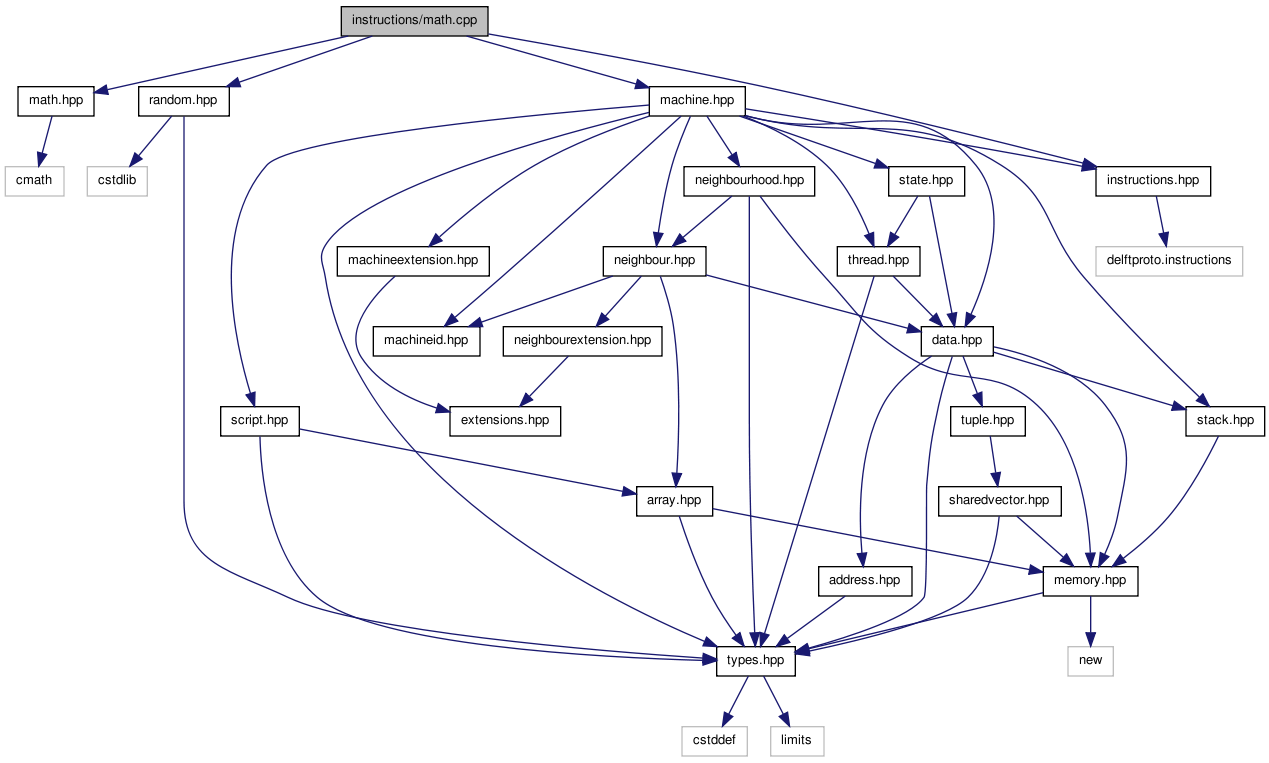 instructions/math.cpp
math.hpp
random.hpp
machine.hpp
cmath
cstdlib
neighbourhood.hpp
state.hpp
instructions.hpp
machineextension.hpp
neighbour.hpp
thread.hpp
delftproto.instructions
machineid.hpp
neighbourextension.hpp
data.hpp
script.hpp
extensions.hpp
tuple.hpp
stack.hpp
array.hpp
sharedvector.hpp
address.hpp
memory.hpp
types.hpp
new
cstddef
limits